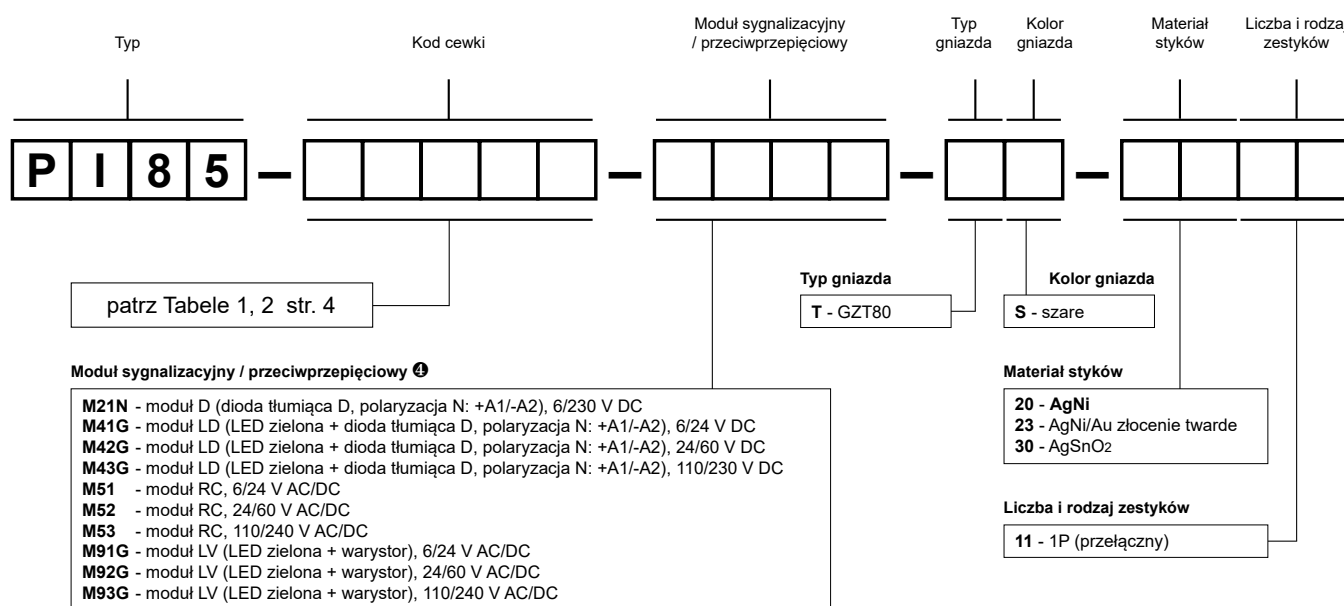 Typ
Kod cewki
Moduł sygnalizacyjny
/ przeciwprzepięciowy
Typ
gniazda
Kolor
gniazda
Materiał
styków
Liczba i rodzaj
zestyków
P I 8 5 – – – –
patrz Tabele 1, 2 str. 4
Typ gniazda
T - GZT80
Kolor gniazda
S - szare
Moduł sygnalizacyjny / przeciwprzepięciowy ❹
M21N - moduł D (dioda tłumiąca D, polaryzacja N: +A1/-A2), 6/230 V DC
M41G - moduł LD (LED zielona + dioda tłumiąca D, polaryzacja N: +A1/-A2), 6/24 V DC
M42G - moduł LD (LED zielona + dioda tłumiąca D, polaryzacja N: +A1/-A2), 24/60 V DC
M43G - moduł LD (LED zielona + dioda tłumiąca D, polaryzacja N: +A1/-A2), 110/230 V DC
M51 - moduł RC, 6/24 V AC/DC
M52 - moduł RC, 24/60 V AC/DC
M53 - moduł RC, 110/240 V AC/DC
M91G - moduł LV (LED zielona + warystor), 6/24 V AC/DC
M92G - moduł LV (LED zielona + warystor), 24/60 V AC/DC
M93G - moduł LV (LED zielona + warystor), 110/240 V AC/DC
Materiał styków
20 - AgNi
23 - AgNi/Au złocenie twarde
30 - AgSnO2
Liczba i rodzaj zestyków
11 - 1P (przełączny)